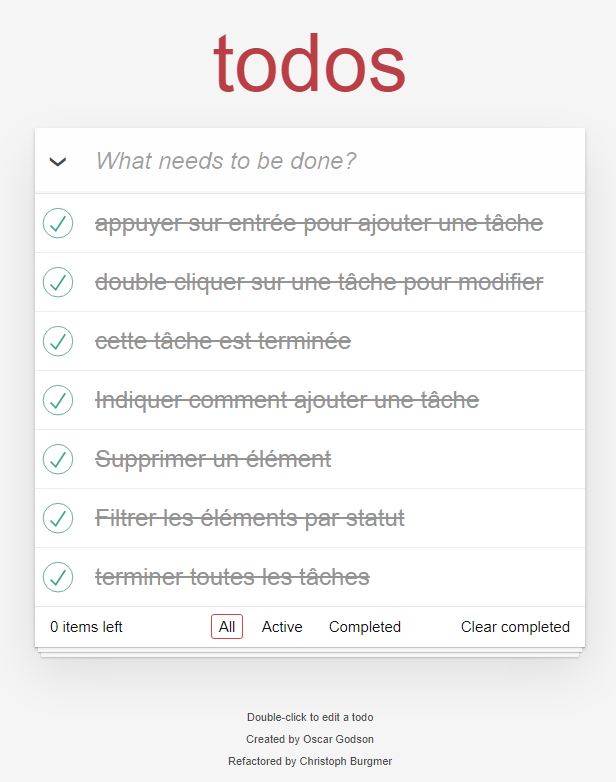 todos
What needs to be done?
appuyer sur entrée pour ajouter une tâche
double cliquer sur une tâche pour modifier
cette tâche est terminée
Indiquer comment ajouter une tâche
Supprimer un élément
Filtrer les éléments par statut
terminer toutes les tâches
0 items left All Active Completed Clear completed
Double-click to edit a todo
Created by Oscar Godson
Refactored by Christoph Burgmer